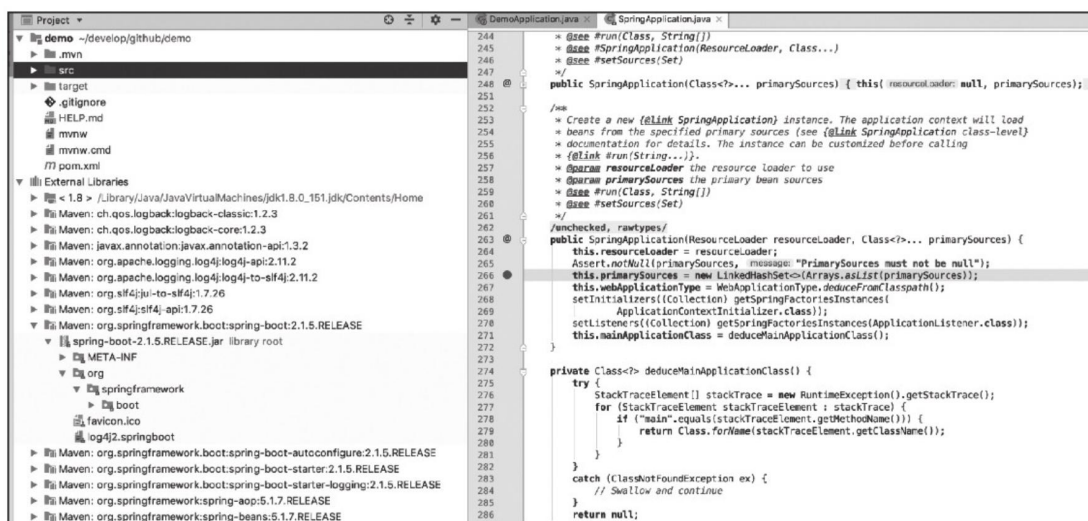 Project
demo ~/develop/github/demo
.mvn
src
target
.gitignore
HELP.md
mvnw
mvnw.cmd
pom.xml
External Libraries
< 1.8 > /Library/Java/JavaVirtualMachines/jdk1.8.0_151.jdk/Contents/Home
Maven: ch.qos.logback:logback-classic:1.2.3
Maven: ch.qos.logback:logback-core:1.2.3
Maven: javax.annotation:javax.annotation-api:1.3.2
Maven: org.apache.logging.log4j:log4j-api:2.11.2
Maven: org.apache.logging.log4j:log4j-to-slf4j:2.11.2
Maven: org.slf4j:jul-to-slf4j:1.7.26
Maven: org.slf4j:slf4j-api:1.7.26
Maven: org.springframework.boot:spring-boot:2.1.5.RELEASE
spring-boot-2.1.5.RELEASE.jar library root
META-INF
org
springframework
boot
favicon.ico
log4j2.springboot
Maven: org.springframework.boot:spring-boot-autoconfigure:2.1.5.RELEASE
Maven: org.springframework.boot:spring-boot-starter:2.1.5.RELEASE
Maven: org.springframework.boot:spring-boot-starter-logging:2.1.5.RELEASE
Maven: org.springframework:spring-aop:5.1.7.RELEASE
Maven: org.springframework:spring-beans:5.1.7.RELEASE
DemoApplication.java × SpringApplication.java ×
244 * @see #run(Class, String[])
245 * @see #SpringApplication(ResourceLoader, Class...)
246 * @see #setSources(Set)
247 */
248 @ public SpringApplication(Class<?>... primarySources) { this( resourceLoader: null, primarySources);
251
252 /**
253 * Create a new {@link SpringApplication} instance. The application context will load
254 * beans from the specified primary sources (see {@link SpringApplication class-level}
255 * documentation for details. The instance can be customized before calling
256 * {@link #run(String...)}.
257 * @param resourceLoader the resource loader to use
258 * @param primarySources the primary bean sources
259 * @see #run(Class, String[])
260 * @see #setSources(Set)
261 */
262 /unchecked, rawtypes/
263 @ public SpringApplication(ResourceLoader resourceLoader, Class<?>... primarySources) {
264 this.resourceLoader = resourceLoader;
265 Assert.notNull(primarySources, message: "PrimarySources must not be null");
266 this.primarySources = new LinkedHashSet<>(Arrays.asList(primarySources));
267 this.webApplicationType = WebApplicationType.deduceFromClasspath();
268 setInitializers((Collection) getSpringFactoriesInstances(
269 ApplicationContextInitializer.class));
270 setListeners((Collection) getSpringFactoriesInstances(ApplicationListener.class));
271 this.mainApplicationClass = deduceMainApplicationClass();
272 }
273
274 private Class<?> deduceMainApplicationClass() {
275 try {
276 StackTraceElement[] stackTrace = new RuntimeException().getStackTrace();
277 for (StackTraceElement stackTraceElement : stackTrace) {
278 if ("main".equals(stackTraceElement.getMethodName())) {
279 return Class.forName(stackTraceElement.getClassName());
280 }
281 }
282 }
283 catch (ClassNotFoundException ex) {
284 // Swallow and continue
285 }
286 return null;